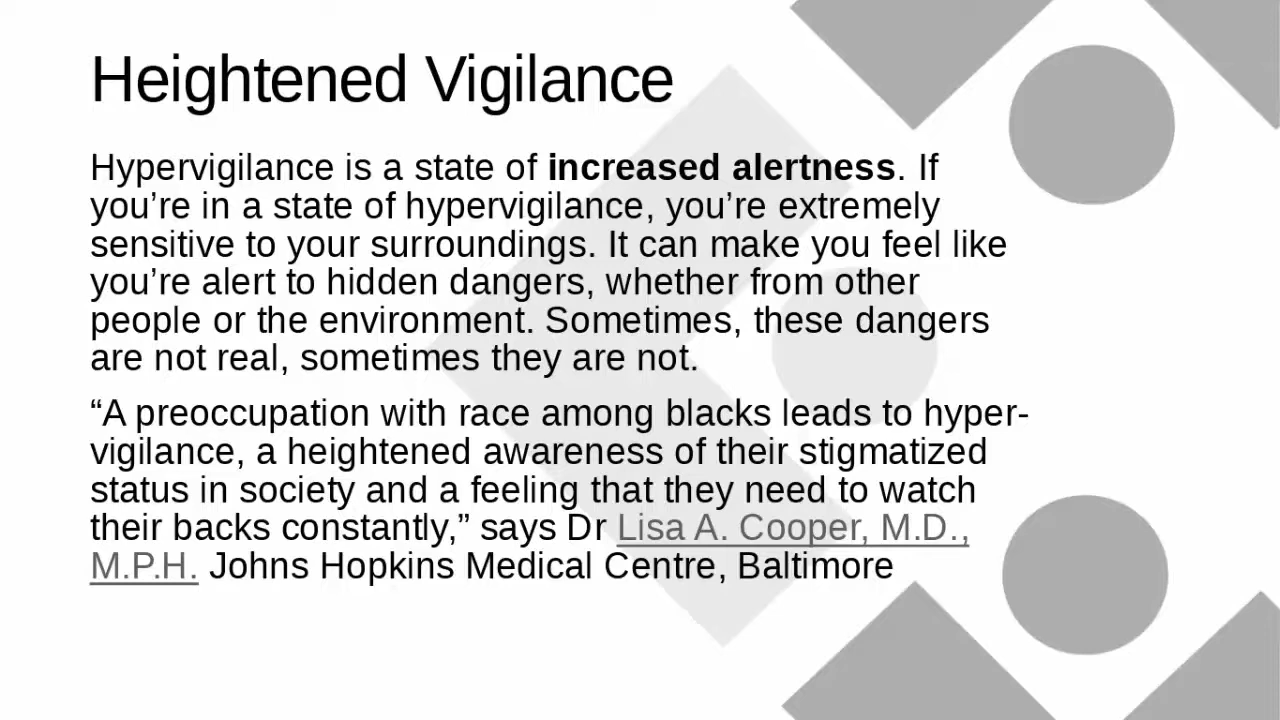 Heightened Vigilance
Hypervigilance is a state of increased alertness. If
you’re in a state of hypervigilance, you’re extremely
sensitive to your surroundings. It can make you feel like
you’re alert to hidden dangers, whether from other
people or the environment. Sometimes, these dangers
are not real, sometimes they are not.
“A preoccupation with race among blacks leads to hyper-
vigilance, a heightened awareness of their stigmatized
status in society and a feeling that they need to watch
their backs constantly,” says Dr Lisa A. Cooper, M.D.,
M.P.H. Johns Hopkins Medical Centre, Baltimore